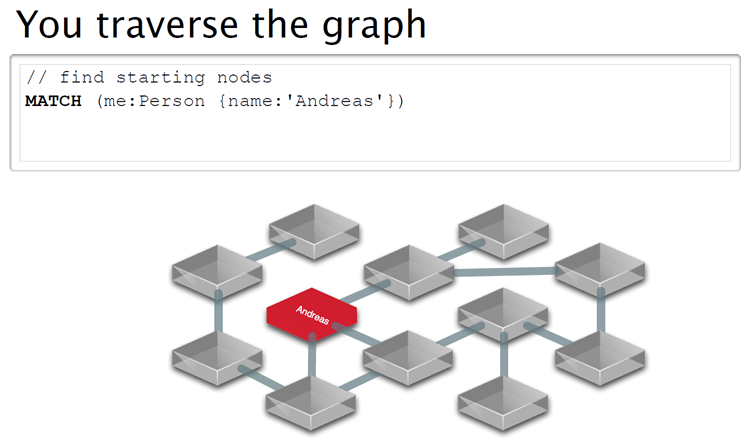 You traverse the graph
// find starting nodes
MATCH (me:Person {name:'Andreas'})
Andreas